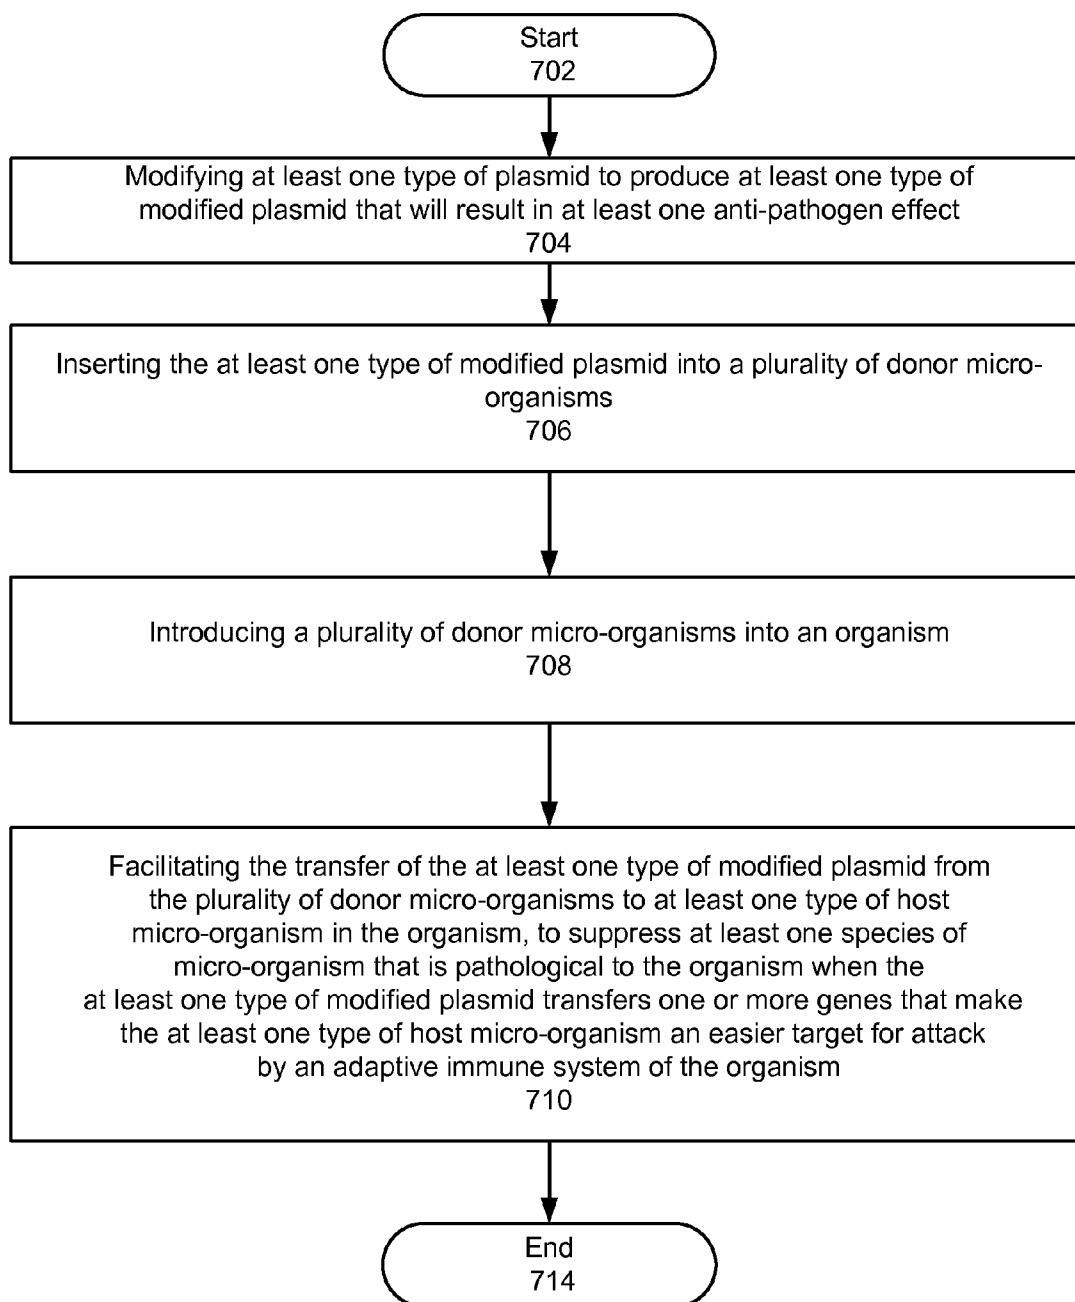 Start
702
Modifying at least one type of plasmid to produce at least one type of
modified plasmid that will result in at least one anti-pathogen effect
704
Inserting the at least one type of modified plasmid into a plurality of donor micro-
organisms
706
Introducing a plurality of donor micro-organisms into an organism
708
Facilitating the transfer of the at least one type of modified plasmid from
the plurality of donor micro-organisms to at least one type of host
micro-organism in the organism, to suppress at least one species of
micro-organism that is pathological to the organism when the
at least one type of modified plasmid transfers one or more genes that make
the at least one type of host micro-organism an easier target for attack
by an adaptive immune system of the organism
710
End
714